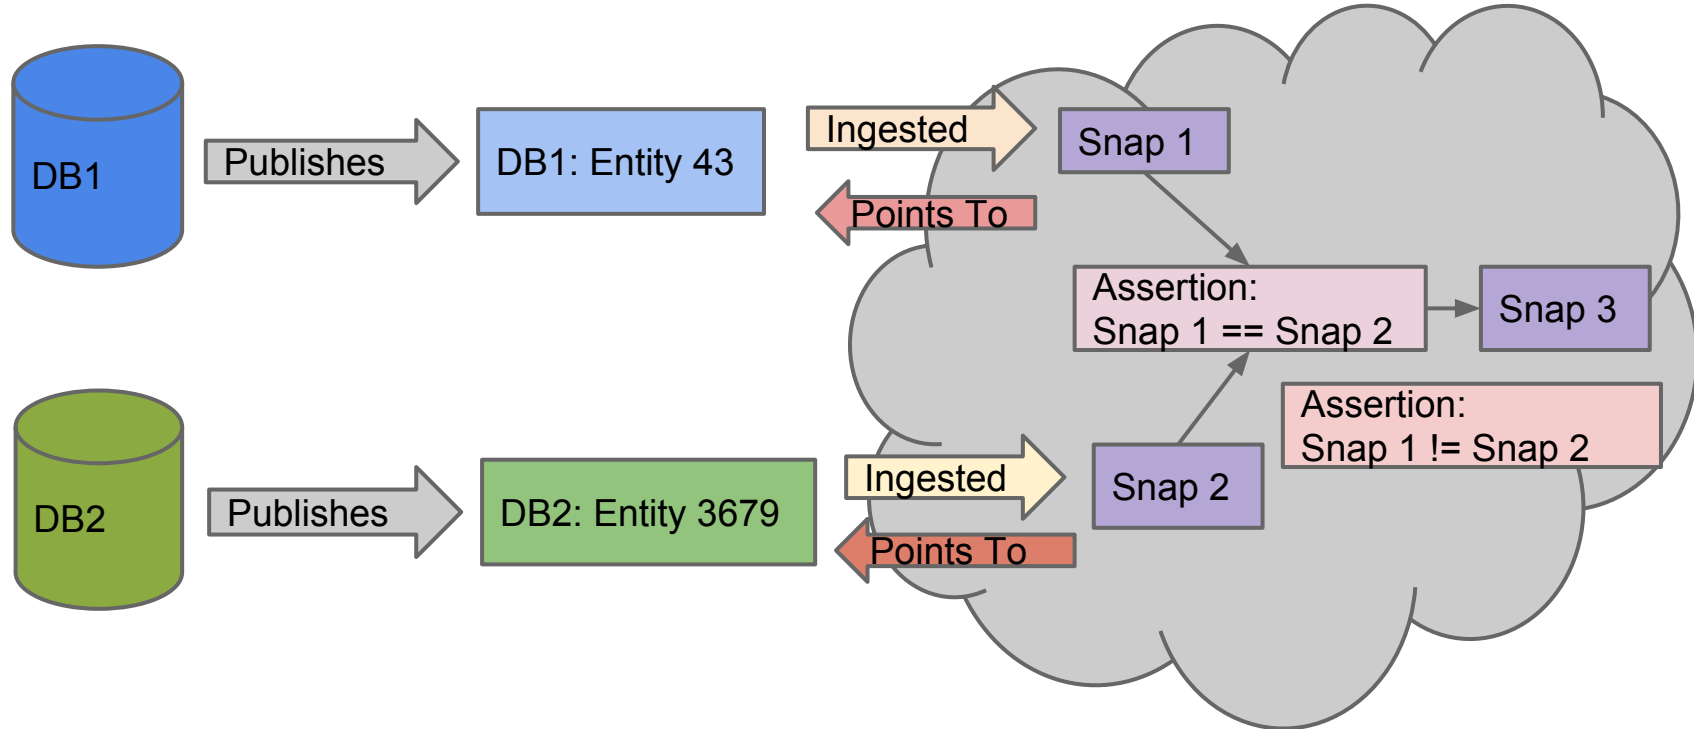 DB1
Publishes
DB1: Entity 43
Ingested
Points To
Snap 1
Assertion:
Snap 1 == Snap 2
Snap 3
Assertion:
Snap 1 != Snap 2
DB2
Publishes
DB2: Entity 3679
Ingested
Points To
Snap 2